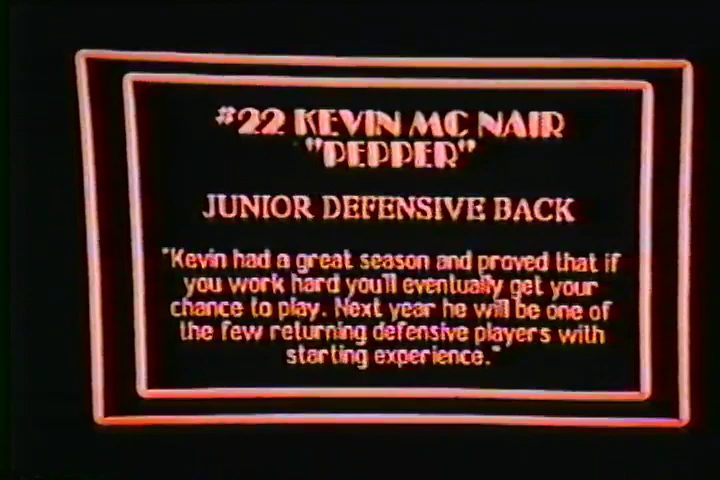 #22 KEVIN MC NAIR
"PEPPER"
JUNIOR DEFENSIVE BACK
"Kevin had a great season and proved that if
you work hard you'll eventually get your
chance to play. Next year he will be one of
the few returning defensive players with
starting experience."